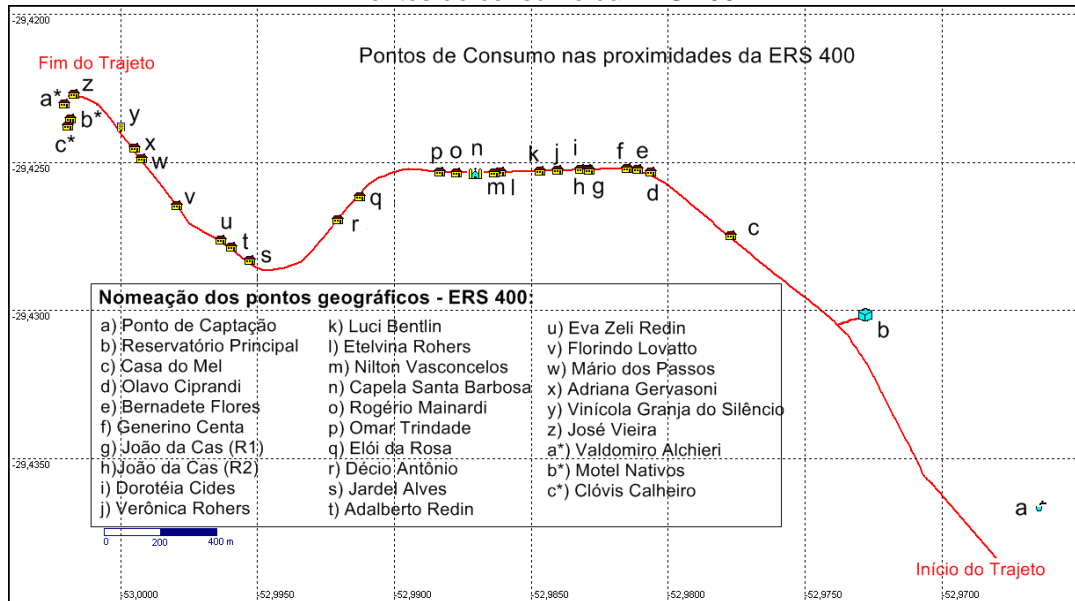 -29,4200
Pontos de Consumo nas proximidades da ERS 400
Fim do Trajeto
z
a*
b*
c*
y
x
w
-29,4250
v
u
t
s
r
q
p o n
m l
k j i
h g
f e
d
c
b
a
-29,4300
-29,4350
Nomeação dos pontos geográficos - ERS 400:
a) Ponto de Captação
b) Reservatório Principal
c) Casa do Mel
d) Olavo Ciprandi
e) Bernadete Flores
f) Generino Centa
g) João da Cas (R1)
h)João da Cas (R2)
i) Dorotéia Cides
j) Verônica Rohers
k) Luci Bentlin
l) Etelvina Rohers
m) Nilton Vasconcelos
n) Capela Santa Barbosa
o) Rogério Mainardi
p) Omar Trindade
q) Elói da Rosa
r) Décio Antônio
s) Jardel Alves
t) Adalberto Redin
u) Eva Zeli Redin
v) Florindo Lovatto
w) Mário dos Passos
x) Adriana Gervasoni
y) Vinícola Granja do Silêncio
z) José Vieira
a*) Valdomiro Alchieri
b*) Motel Nativos
c*) Clóvis Calheiro
0 200 400 m
Início do Trajeto
-53,0000 -52,9950 -52,9900 -52,9850 -52,9800 -52,9750 -52,9700